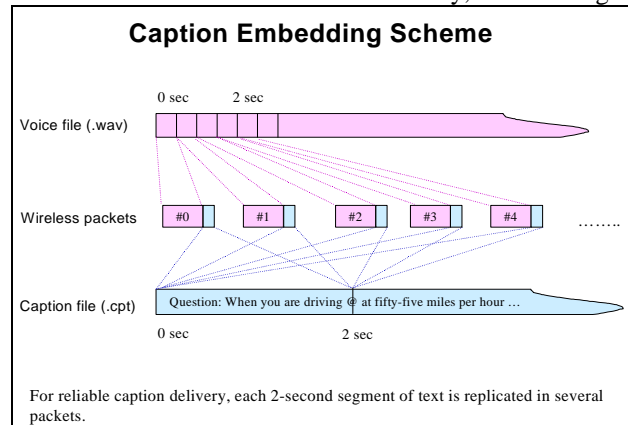 Caption Embedding Scheme
0 sec 2 sec
Voice file (.wav)
Wireless packets #0 #1 #2 #3 #4 ……..
Caption file (.cpt) Question: When you are driving @ at fifty-five miles per hour …
0 sec 2 sec
For reliable caption delivery, each 2-second segment of text is replicated in several
packets.